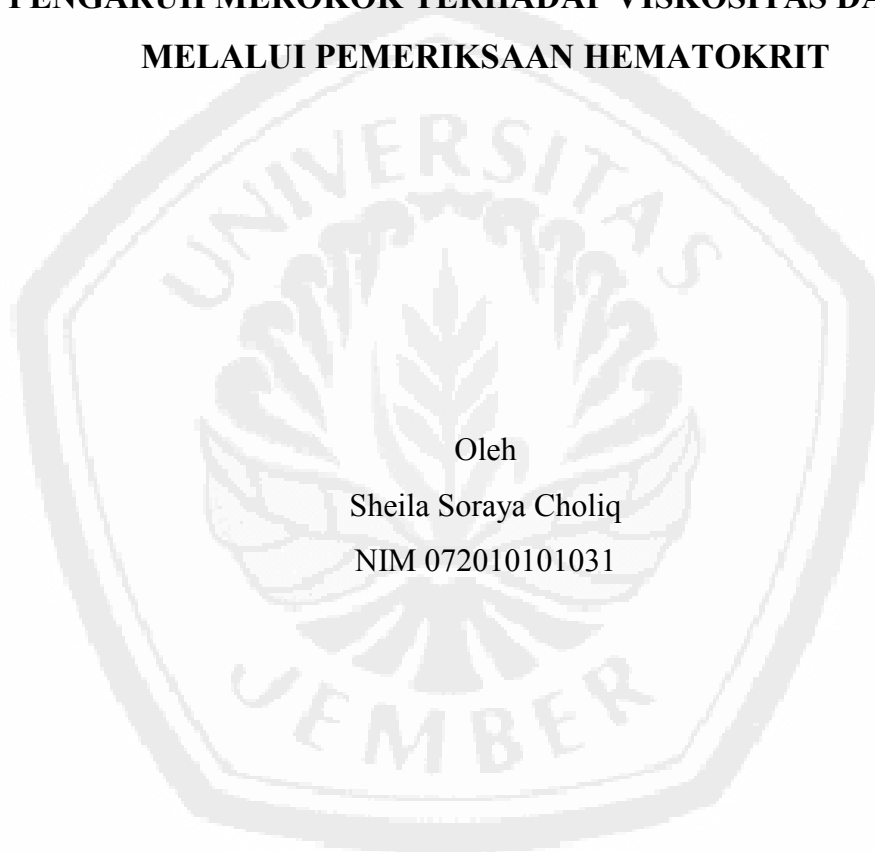 PENGARUH MEROKOK TERHADAP VISKOSITAS DA
MELALUI PEMERIKSAAN HEMATOKRIT
UNIVERSITAS
Oleh
Sheila Soraya Choliq
NIM 072010101031
JEMBER